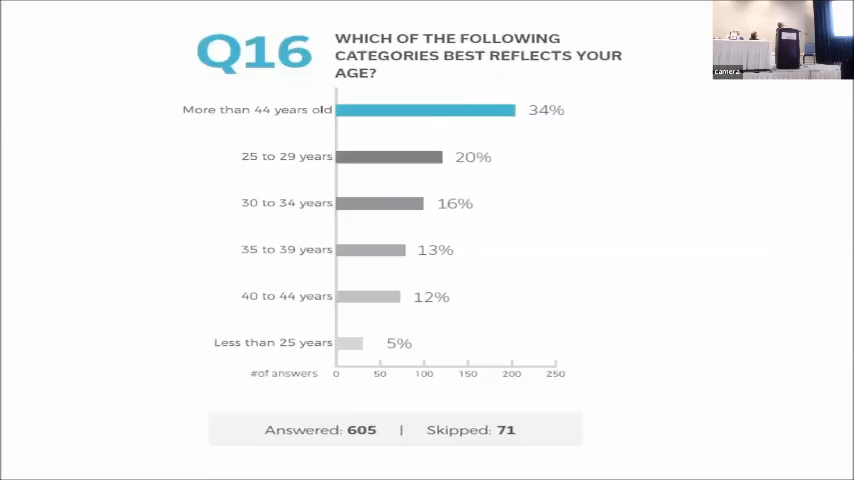 Q16
WHICH OF THE FOLLOWING
CATEGORIES BEST REFLECTS YOUR
AGE?
More than 44 years old 34%
25 to 29 years 20%
30 to 34 years 16%
35 to 39 years 13%
40 to 44 years 12%
Less than 25 years 5%
#of answers 0 50 100 150 200 250
Answered: 605 | Skipped: 71
camera